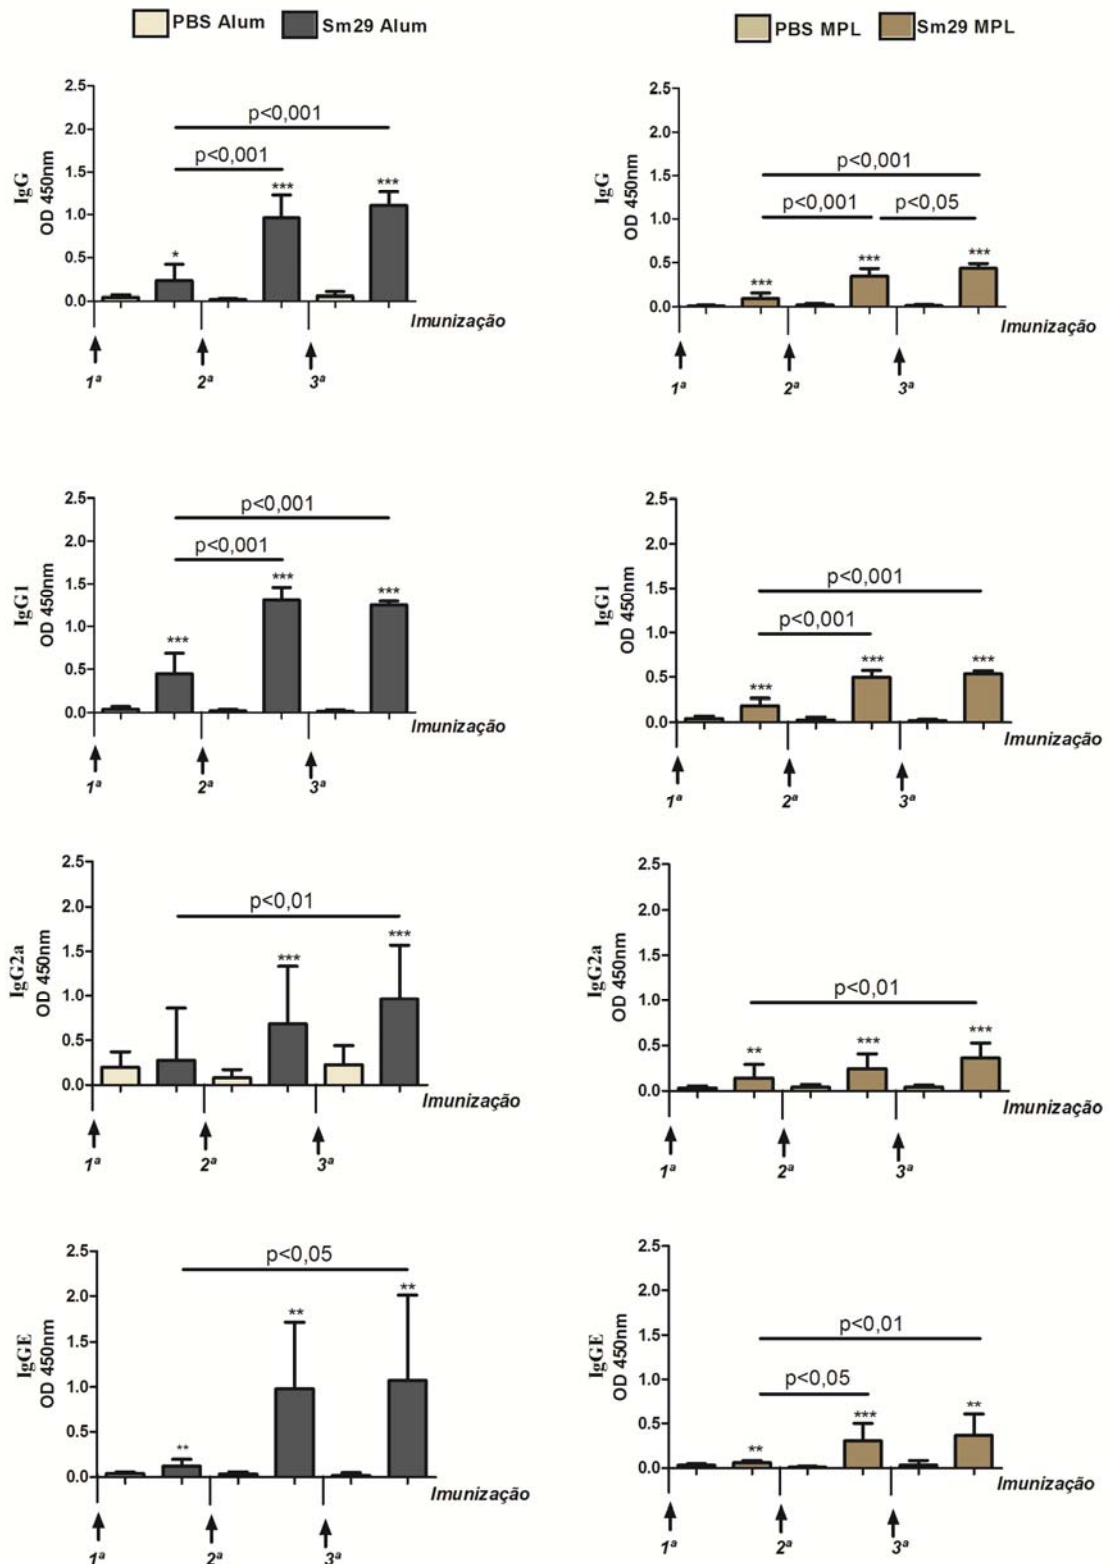 PBS Alum Sm29 Alum
PBS MPL Sm29 MPL
IgG
OD 450nm
2.5
2.0
1.5
1.0
0.5
0.0
p<0,001
p<0,001
*
***
***
Imunização
1ª 2ª 3ª
IgG
OD 450nm
2.5
2.0
1.5
1.0
0.5
0.0
p<0,001
p<0,001 p<0,05
***
***
***
Imunização
1ª 2ª 3ª
IgG1
OD 450nm
2.5
2.0
1.5
1.0
0.5
0.0
p<0,001
p<0,001
***
***
***
Imunização
1ª 2ª 3ª
IgG1
OD 450nm
2.5
2.0
1.5
1.0
0.5
0.0
p<0,001
p<0,001
***
***
***
Imunização
1ª 2ª 3ª
IgG2a
OD 450nm
2.5
2.0
1.5
1.0
0.5
0.0
p<0,01
***
***
Imunização
1ª 2ª 3ª
IgG2a
OD 450nm
2.5
2.0
1.5
1.0
0.5
0.0
p<0,01
**
***
***
Imunização
1ª 2ª 3ª
IgGE
OD 450nm
2.5
2.0
1.5
1.0
0.5
0.0
p<0,05
**
**
**
Imunização
1ª 2ª 3ª
IgGE
OD 450nm
2.5
2.0
1.5
1.0
0.5
0.0
p<0,01
p<0,05
**
***
**
Imunização
1ª 2ª 3ª